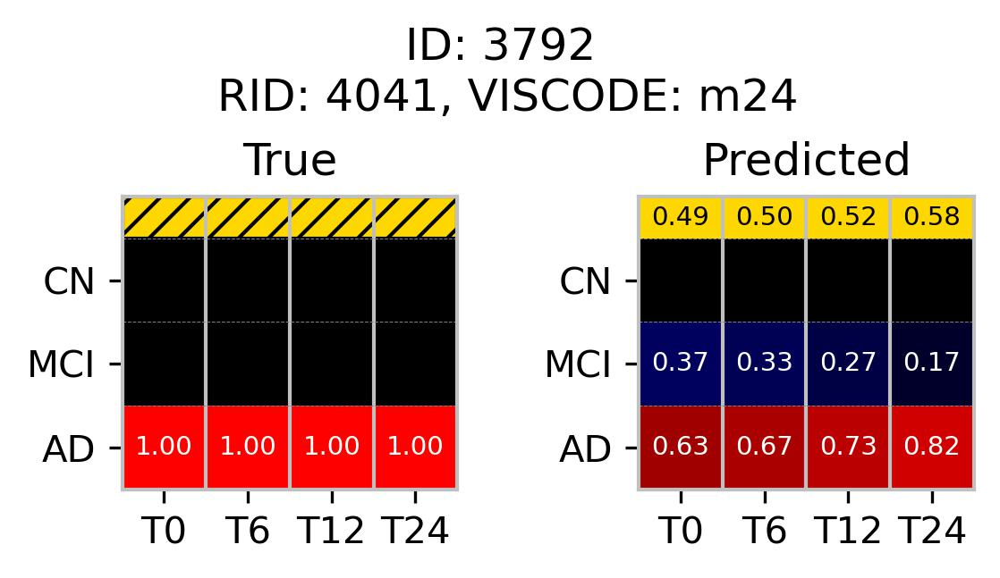 ID: 3792
RID: 4041, VISCODE: m24
True
Predicted
0.49 0.50 0.52 0.58
CN
CN
MCI
MCI
0.37 0.33 0.27 0.17
AD
1.00 1.00 1.00 1.00
AD
0.63 0.67 0.73 0.82
T0 T6 T12 T24
T0 T6 T12 T24